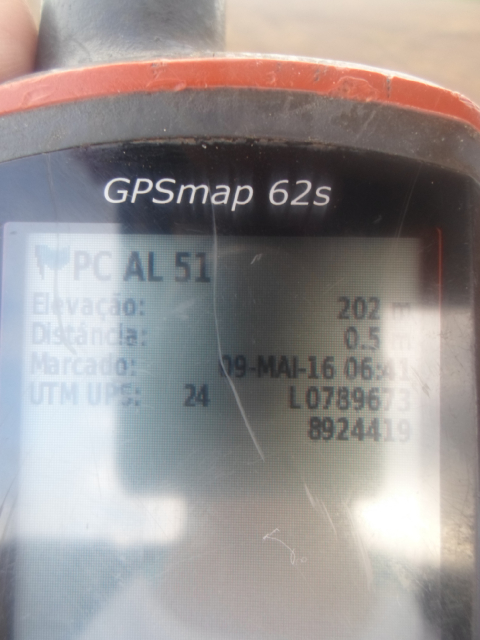 GPSmap 62s
PC AL 51
Elevação: 202 m
Distância: 0.5 m
Marcado: 09-MAI-16 06:41
UTM UPS: 24 L0789673
8924419